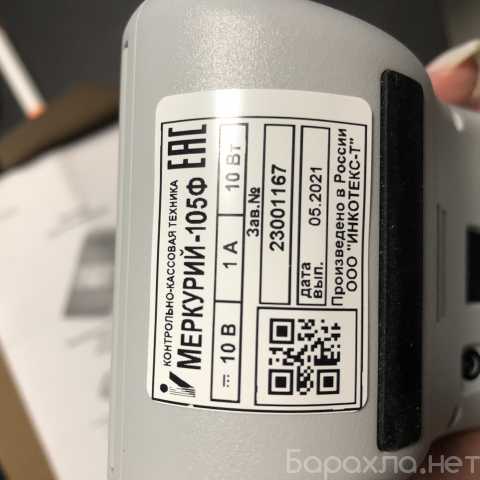 КОНТРОЛЬНО-КАССОВАЯ ТЕХНИКА
МЕРКУРИЙ-105Ф ЕАС
10 В 1 А 10 Вт
Зав.№
23001167
дата
вып. 05.2021
Произведено в России
ООО "ИНКОТЕКС-Т"
Барахла.нет